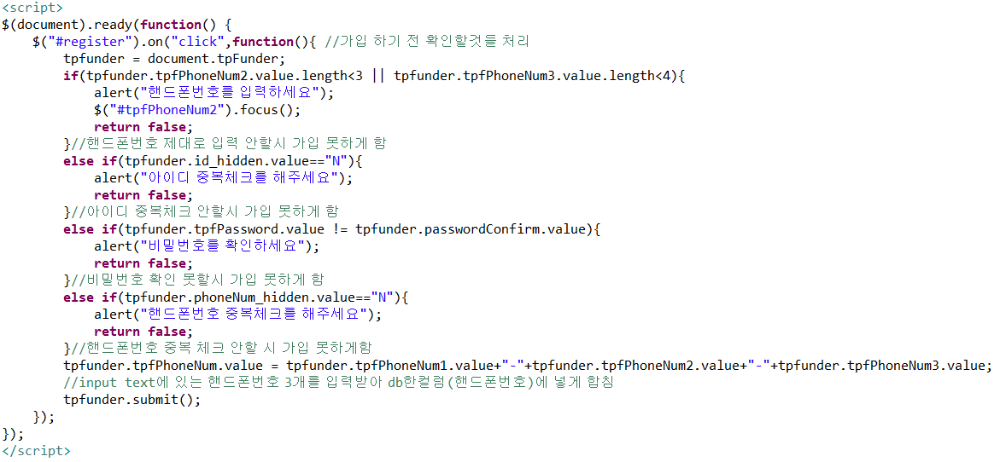 <script>
$(document).ready(function() {
$("#register").on("click",function(){ //가입 하기 전 확인할것들 처리
tpfunder = document.tpFunder;
if(tpfunder.tpfPhoneNum2.value.length<3 || tpfunder.tpfPhoneNum3.value.length<4){
alert("핸드폰번호를 입력하세요");
$("#tpfPhoneNum2").focus();
return false;
}//핸드폰번호 제대로 입력 안할시 가입 못하게 함
else if(tpfunder.id_hidden.value=="N"){
alert("아이디 중복체크를 해주세요");
return false;
}//아이디 중복체크 안할시 가입 못하게 함
else if(tpfunder.tpfPassword.value != tpfunder.passwordConfirm.value){
alert("비밀번호를 확인하세요");
return false;
}//비밀번호 확인 못할시 가입 못하게 함
else if(tpfunder.phoneNum_hidden.value=="N"){
alert("핸드폰번호 중복체크를 해주세요");
return false;
}//핸드폰번호 중복 체크 안할 시 가입 못하게함
tpfunder.tpfPhoneNum.value = tpfunder.tpfPhoneNum1.value+"-"+tpfunder.tpfPhoneNum2.value+"-"+tpfunder.tpfPhoneNum3.value;
//input text에 있는 핸드폰번호 3개를 입력받아 db한컬럼(핸드폰번호)에 넣게 합침
tpfunder.submit();
});
});
</script>